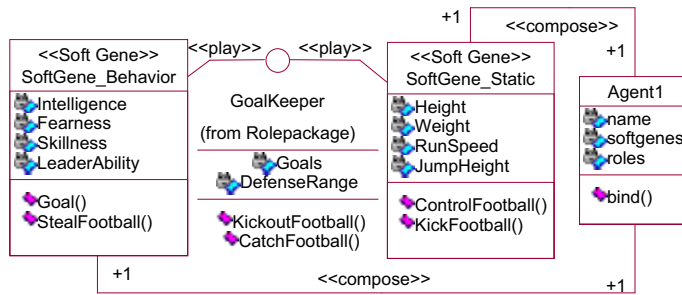 +1
<<compose>>
+1
<<Soft Gene>>
SoftGene_Behavior
Intelligence
Fearness
Skillness
LeaderAbility
Goal()
StealFootball()
<<play>>
<<play>>
GoalKeeper
(from Rolepackage)
Goals
DefenseRange
KickoutFootball()
CatchFootball()
<<Soft Gene>>
SoftGene_Static
Height
Weight
RunSpeed
JumpHeight
ControlFootball()
KickFootball()
Agent1
name
softgenes
roles
bind()
+1
<<compose>>
+1